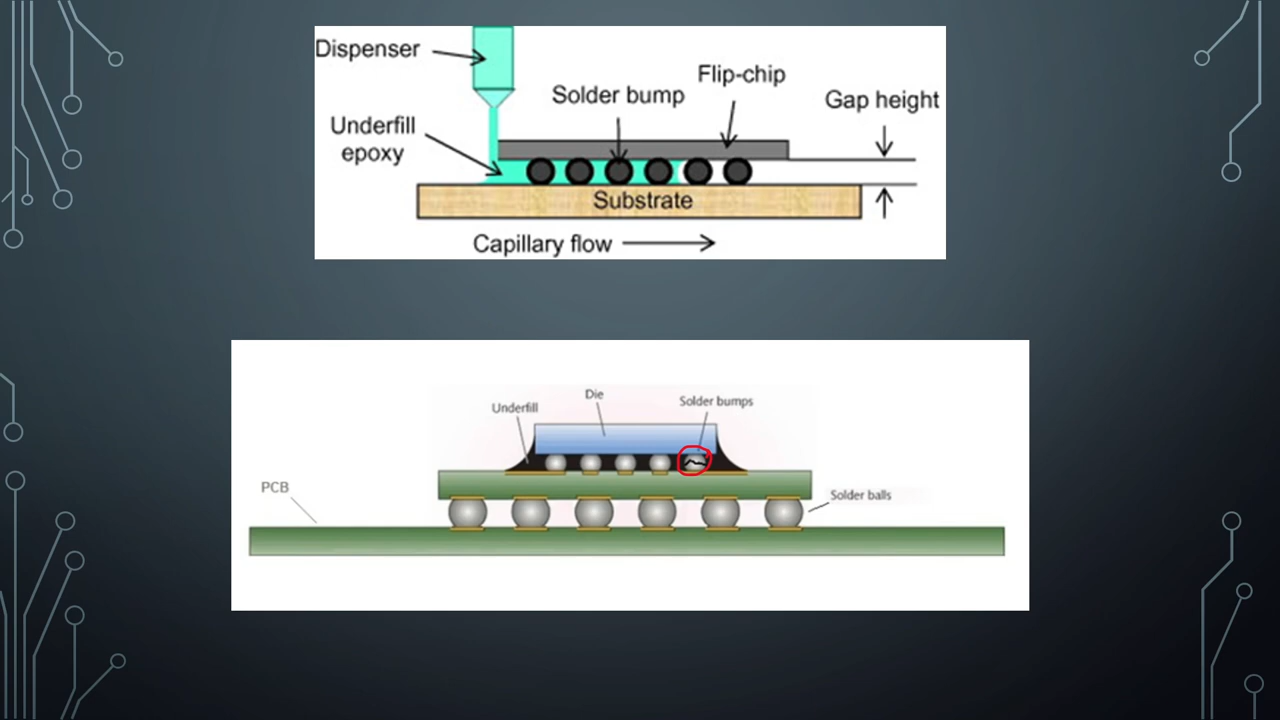 Dispenser
Flip-chip
Solder bump
Gap height
Underfill
epoxy
Substrate
Capillary flow
Die
Solder bumps
Underfill
PCB
Solder balls